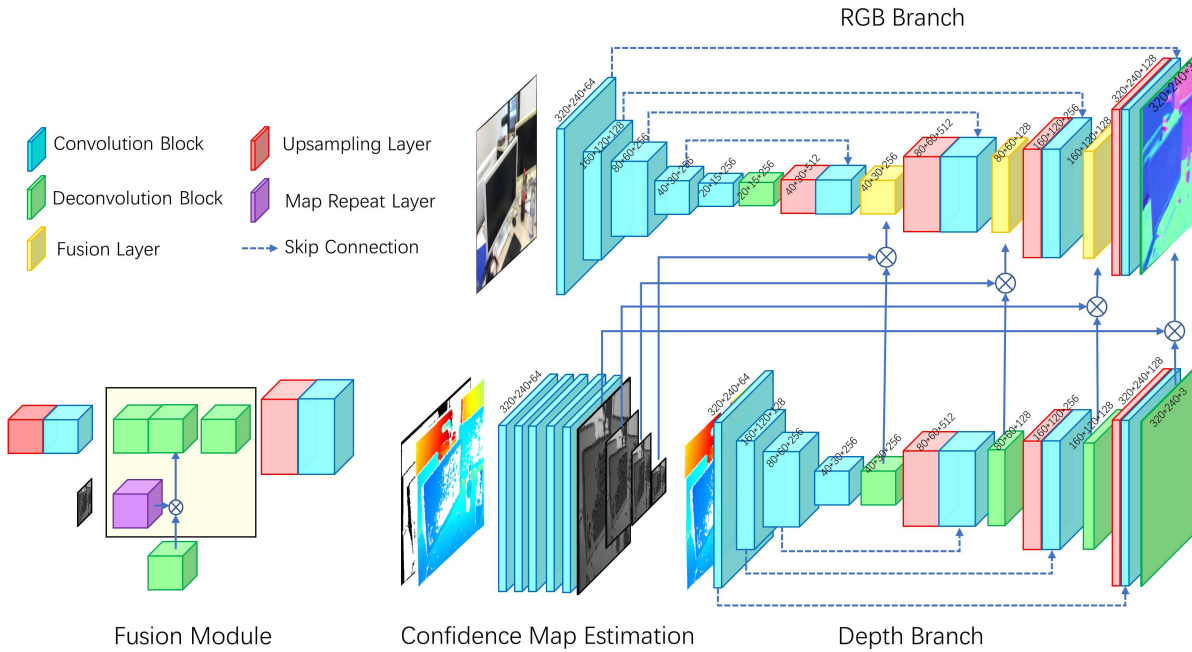 RGB Branch
Convolution Block
Upsampling Layer
Deconvolution Block
Map Repeat Layer
Fusion Layer
Skip Connection
320*240*64
160*120*128
80*60*256
40*30*256
20*15*256
20*15*256
40*30*512
40*30*256
80*60*512
80*60*128
160*120*256
160*120*128
320*240*128
320*240*3
320*240*64
320*240*64
160*120*128
80*60*256
40*30*256
40*30*256
80*60*512
80*60*128
160*120*256
160*120*128
320*240*128
320*240*3
Fusion Module
Confidence Map Estimation
Depth Branch